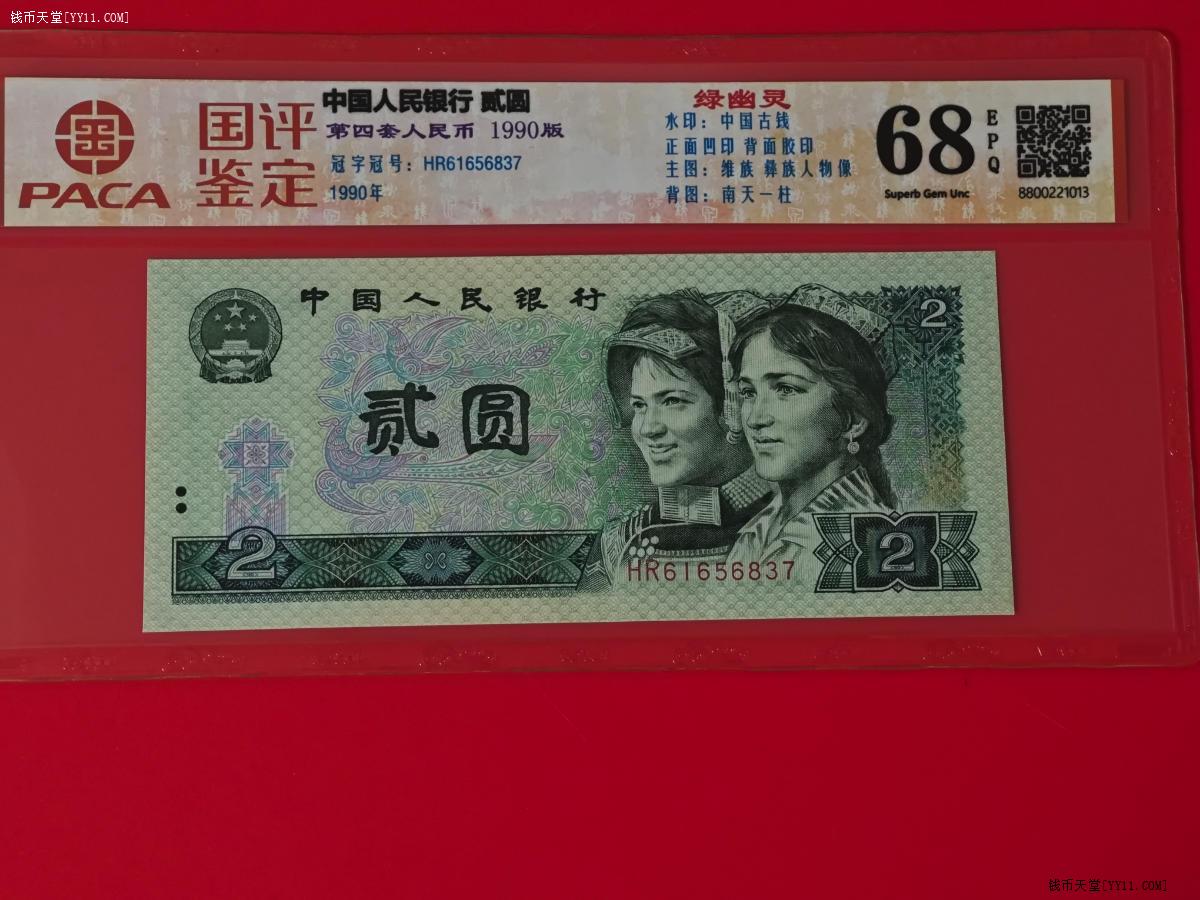 钱币天堂[YY11.COM]
国评
鉴定
PACA
中国人民银行 贰圆
第四套人民币 1990版
冠字冠号：HR61656837
1990年
绿幽灵
水印：中国古钱
正面凹印 背面胶印
主图：维族 彝族人物像
背图：南天一柱
68
EPQ
Superb Gem Unc
8800221013
中国人民银行
2
贰圆
2
HR61656837
2
钱币天堂[YY11.COM]